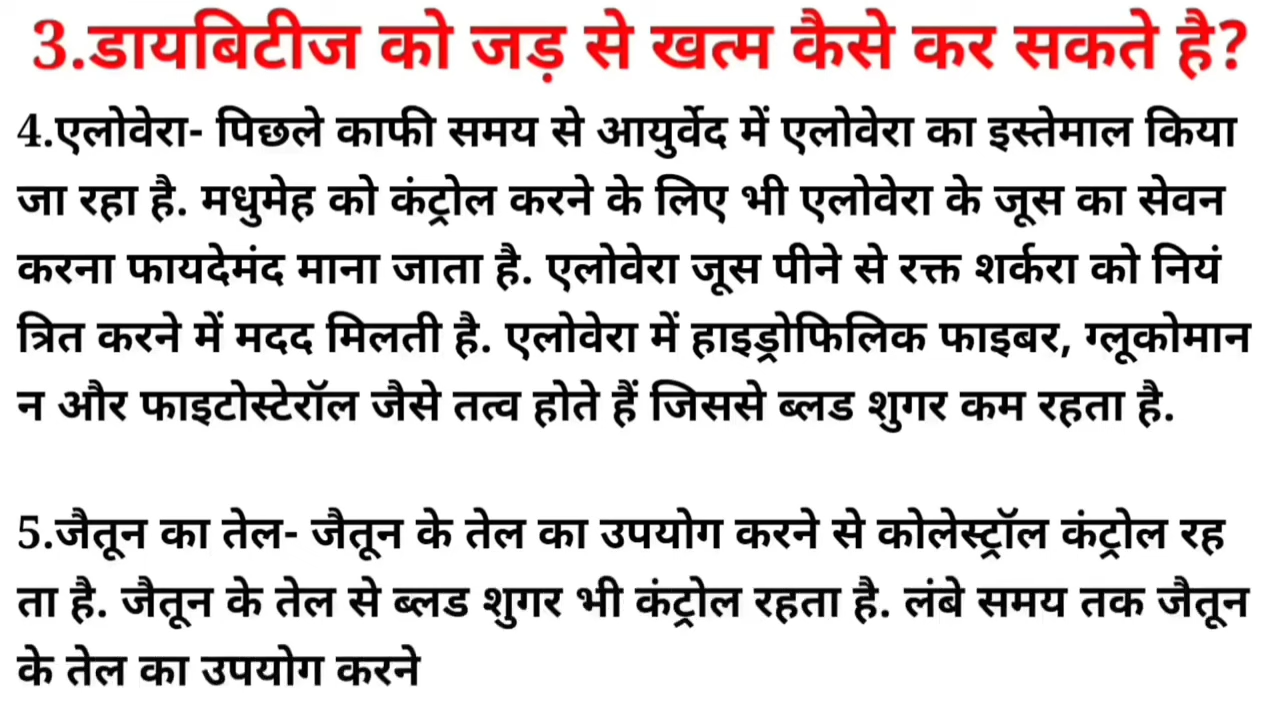 3.डायबिटीज को जड़ से खत्म कैसे कर सकते है?
4.एलोवेरा- पिछले काफी समय से आयुर्वेद में एलोवेरा का इस्तेमाल किया
जा रहा है. मधुमेह को कंट्रोल करने के लिए भी एलोवेरा के जूस का सेवन
करना फायदेमंद माना जाता है. एलोवेरा जूस पीने से रक्त शर्करा को नियं
त्रित करने में मदद मिलती है. एलोवेरा में हाइड्रोफिलिक फाइबर, ग्लूकोमान
न और फाइटोस्टेरॉल जैसे तत्व होते हैं जिससे ब्लड शुगर कम रहता है.
5.जैतून का तेल- जैतून के तेल का उपयोग करने से कोलेस्ट्रॉल कंट्रोल रह
ता है. जैतून के तेल से ब्लड शुगर भी कंट्रोल रहता है. लंबे समय तक जैतून
के तेल का उपयोग करने